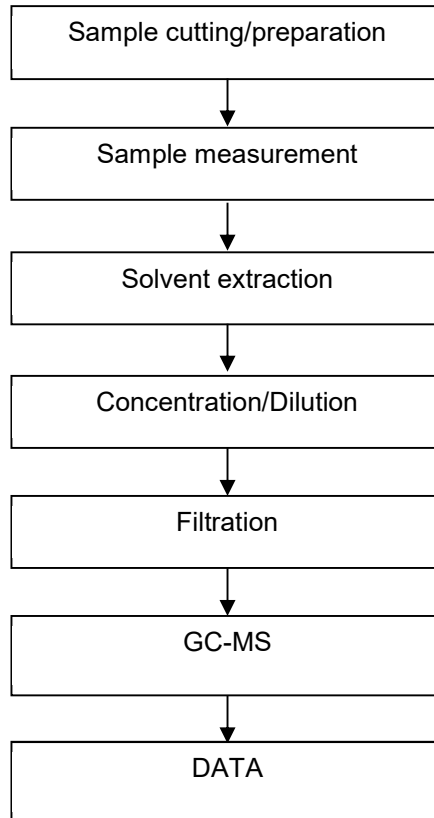 Sample cutting/preparation
Sample measurement
Solvent extraction
Concentration/Dilution
Filtration
GC-MS
DATA